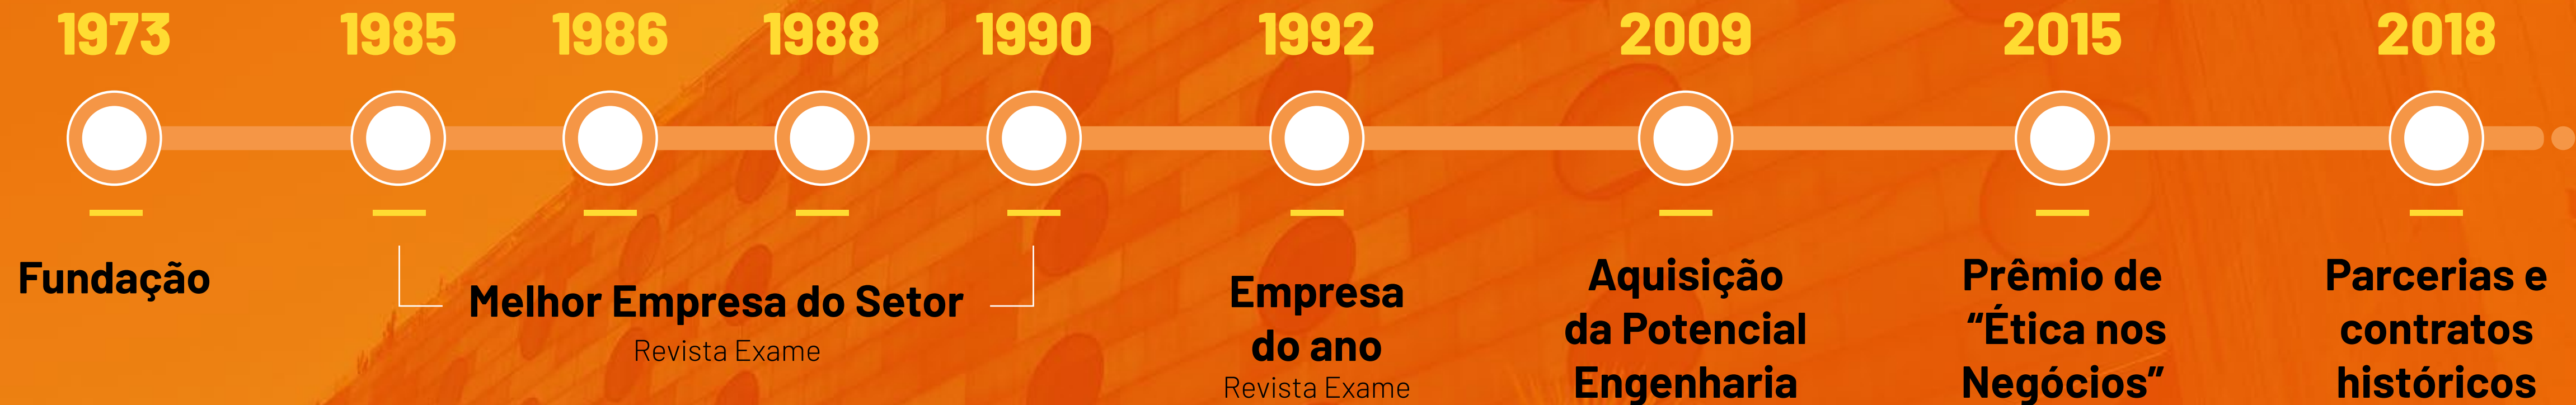 1973
1985
1986
1988
1990
1992
2009
2015
2018
Fundação
Melhor Empresa do Setor
Revista Exame
Empresa
do ano
Revista Exame
Aquisição
da Potencial
Engenharia
Prêmio de
“Ética nos
Negócios”
Parcerias e
contratos
históricos